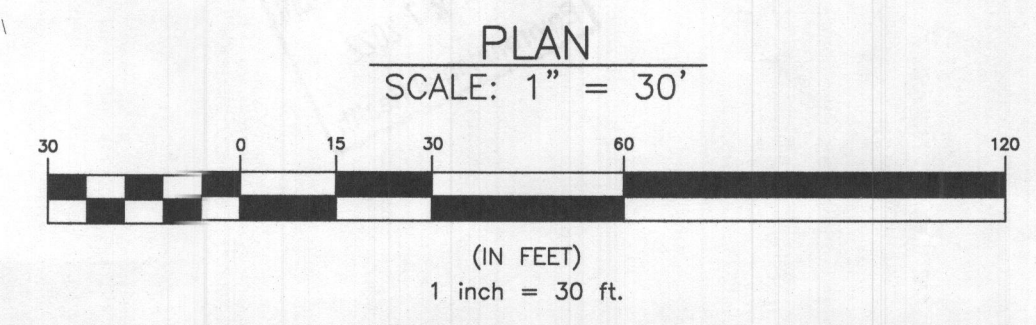 PLAN
SCALE: 1" = 30'
30 0 15 30 60 120
(IN FEET)
1 inch = 30 ft.